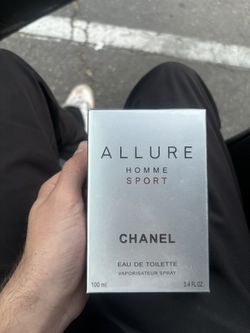 ALLURE
HOMME
SPORT
CHANEL
EAU DE TOILETTE
VAPORISATEUR SPRAY
100 ml 3.4 FL.OZ.